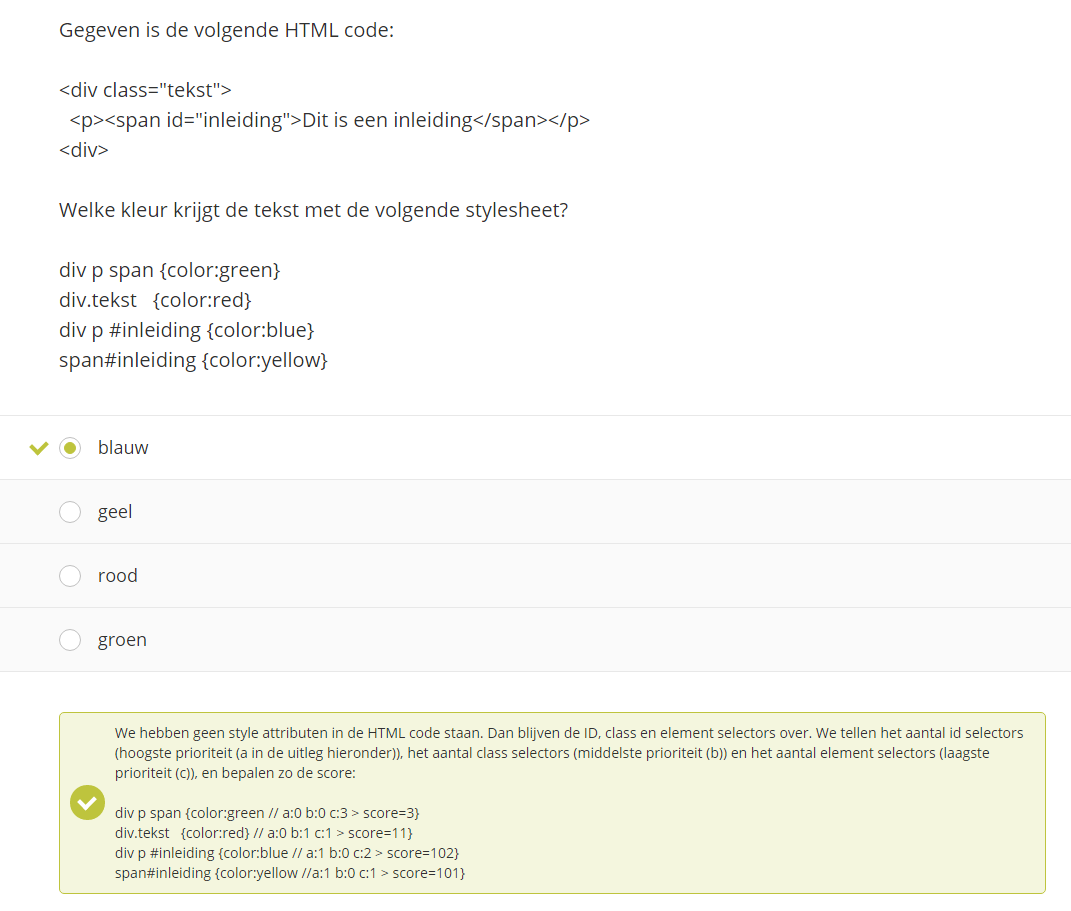 Gegeven is de volgende HTML code:
<div class="tekst">
<p><span id="inleiding">Dit is een inleiding</span></p>
<div>
Welke kleur krijgt de tekst met de volgende stylesheet?
div p span {color:green}
div.tekst {color:red}
div p #inleiding {color:blue}
span#inleiding {color:yellow}
blauw
geel
rood
groen
We hebben geen style attributen in de HTML code staan. Dan blijven de ID, class en element selectors over. We tellen het aantal id selectors
(hoogste prioriteit (a in de uitleg hieronder)), het aantal class selectors (middelste prioriteit (b)) en het aantal element selectors (laagste
prioriteit (c)), en bepalen zo de score:
div p span {color:green // a:0 b:0 c:3 > score=3}
div.tekst {color:red} // a:0 b:1 c:1 > score=11}
div p #inleiding {color:blue // a:1 b:0 c:2 > score=102}
span#inleiding {color:yellow //a:1 b:0 c:1 > score=101}